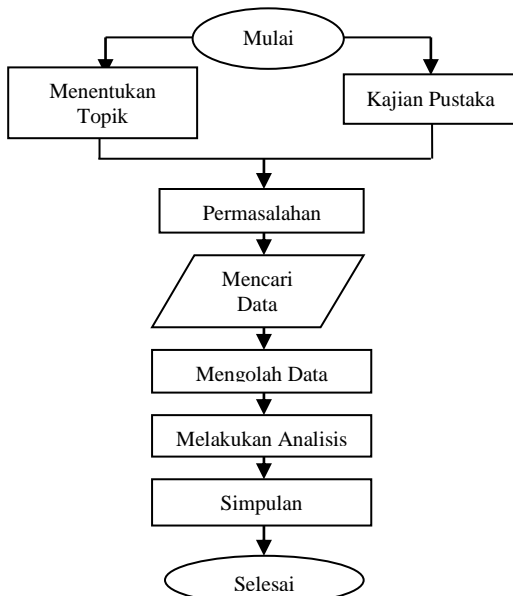 Mulai
Menentukan
Topik
Kajian Pustaka
Permasalahan
Mencari
Data
Mengolah Data
Melakukan Analisis
Simpulan
Selesai